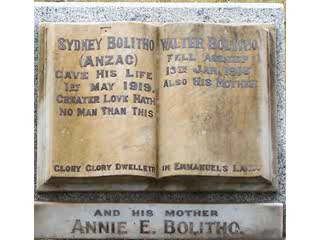 SYDNEY BOLITHO
(ANZAC)
GAVE HIS LIFE
1ST MAY 1919,
GREATER LOVE HATH
NO MAN THAN THIS
WALTER BOLITHO
FELL ASLEEP
13TH JAN.
ALSO HIS MOTHER
GLORY GLORY DWELLETH IN EMMANUELS LAND
AND HIS MOTHER
ANNIE E. BOLITHO.